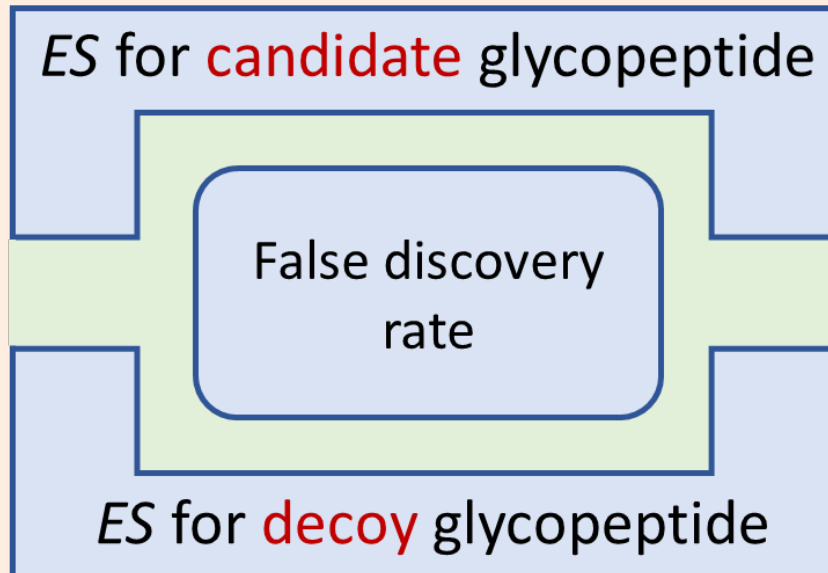 ES for candidate glycopeptide
False discovery
rate
ES for decoy glycopeptide